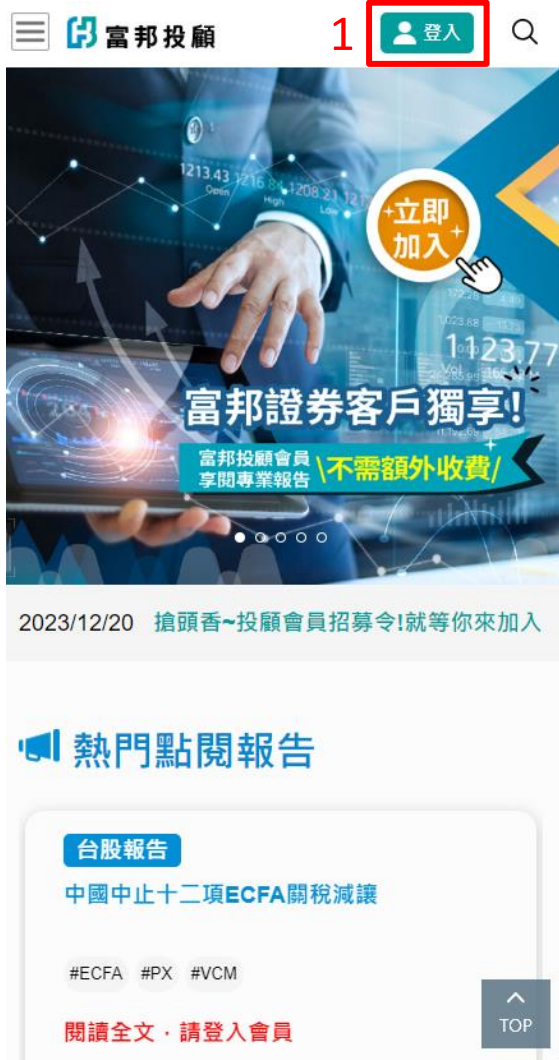 富邦投顧
1
登入
1213.43 1216.84 1208.21
Open High Low
立即
加入
1123.77
富邦證券客戶獨享!
富邦投顧會員
享閱專業報告
\不需額外收費/
2023/12/20 搶頭香~投顧會員招募令!就等你來加入
熱門點閱報告
台股報告
中國中止十二項ECFA關稅減讓
#ECFA #PX #VCM
閱讀全文．請登入會員
TOP